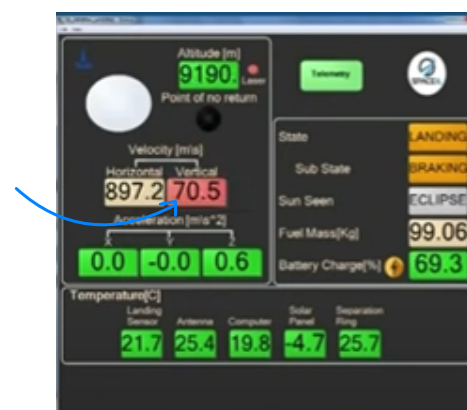 Altitude [m]
9190.
Laser
Point of no return
Telemetry
Velocity [m\s]
Horizontal Vertical
897.2 70.5
Acceleration [m\s^2]
X Y Z
0.0 -0.0 0.6
State LANDING
Sub State BRAKING
Sun Seen ECLIPSE
Fuel Mass[Kg] 99.06
Battery Charge[%] 69.3
Temperature[C]
Landing Sensor Antenna Computer Solar Panel Separation Ring
21.7 25.4 19.8 -4.7 25.7